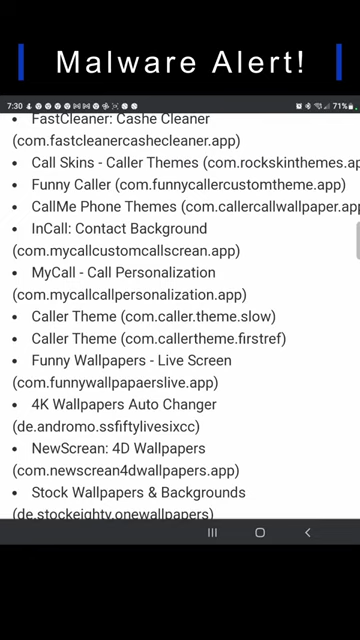 Malware Alert!
7:30
71%
• FastCleaner: Cashe Cleaner
(com.fastcleanercashecleaner.app)
• Call Skins - Caller Themes (com.rockskinthemes.ap
• Funny Caller (com.funnycallercustomtheme.app)
• CallMe Phone Themes (com.callercallwallpaper.app
• InCall: Contact Background
(com.mycallcustomcallscrean.app)
• MyCall - Call Personalization
(com.mycallcallpersonalization.app)
• Caller Theme (com.caller.theme.slow)
• Caller Theme (com.callertheme.firstref)
• Funny Wallpapers - Live Screen
(com.funnywallpapaerslive.app)
• 4K Wallpapers Auto Changer
(de.andromo.ssfiftylivesixcc)
• NewScrean: 4D Wallpapers
(com.newscrean4dwallpapers.app)
• Stock Wallpapers & Backgrounds
(de.stockeighty.onewallpapers)